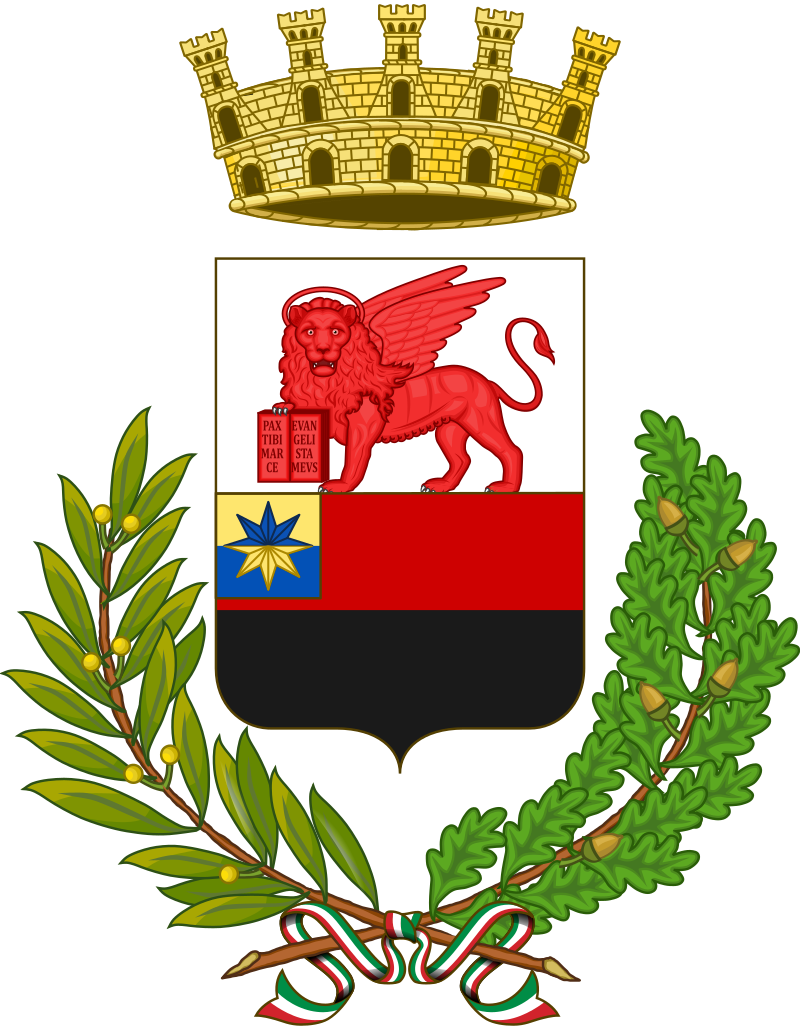 PAX
TIBI
MAR
CE
EVAN
GELI
STA
MEVS